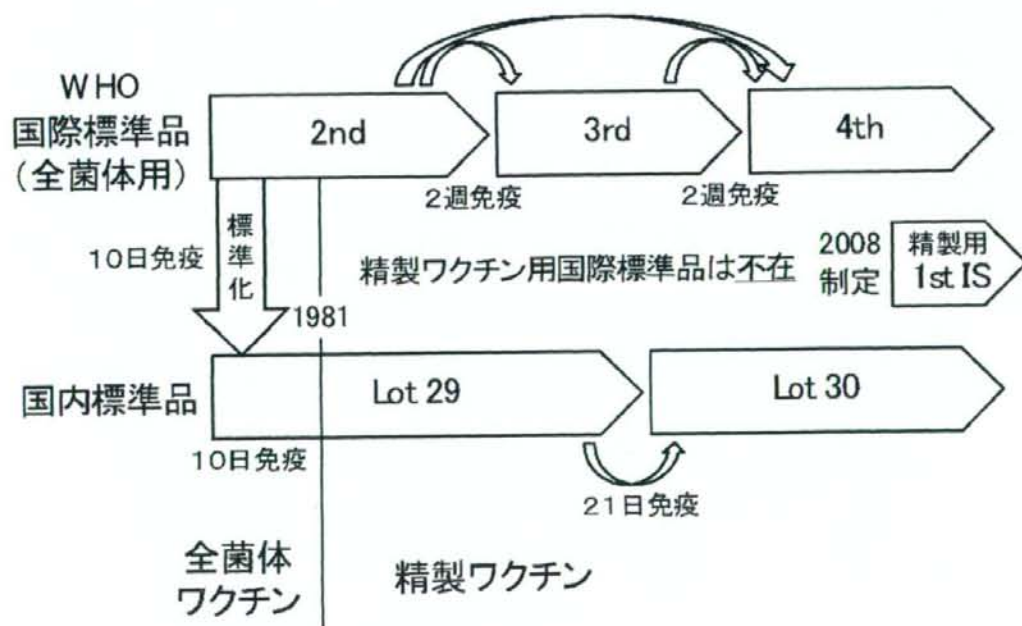 WHO
国際標準品
(全菌体用)
2nd
3rd
4th
2週免疫
2週免疫
10日免疫
標準化
精製ワクチン用国際標準品は不在
2008
制定
精製用
1st IS
1981
国内標準品
Lot 29
Lot 30
10日免疫
21日免疫
全菌体
ワクチン
精製ワクチン